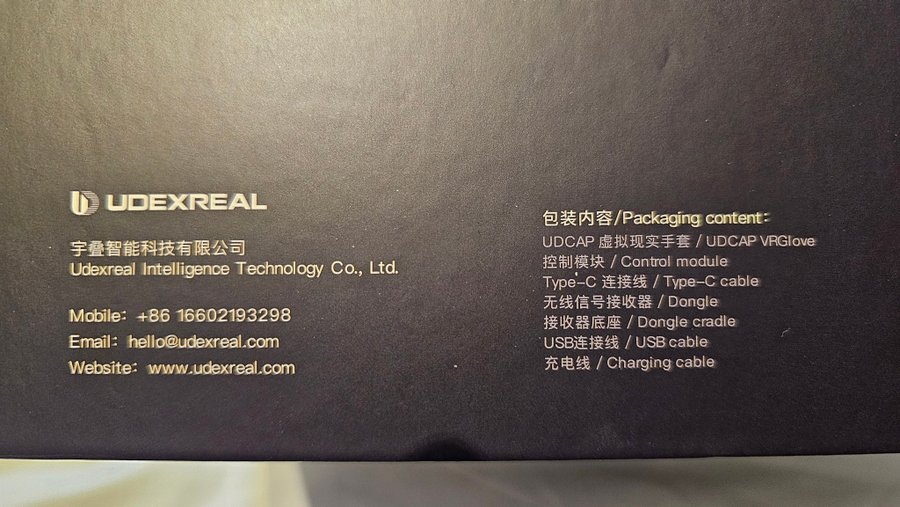 UDEXREAL
宇叠智能科技有限公司
Udexreal Intelligence Technology Co., Ltd.
Mobile: +86 16602193298
Email: hello@udexreal.com
Website: www.udexreal.com
包装内容/Packaging content:
UDCAP 虚拟现实手套 / UDCAP VRGlove
控制模块 / Control module
Type-C 连接线 / Type-C cable
无线信号接收器 / Dongle
接收器底座 / Dongle cradle
USB连接线 / USB cable
充电线 / Charging cable